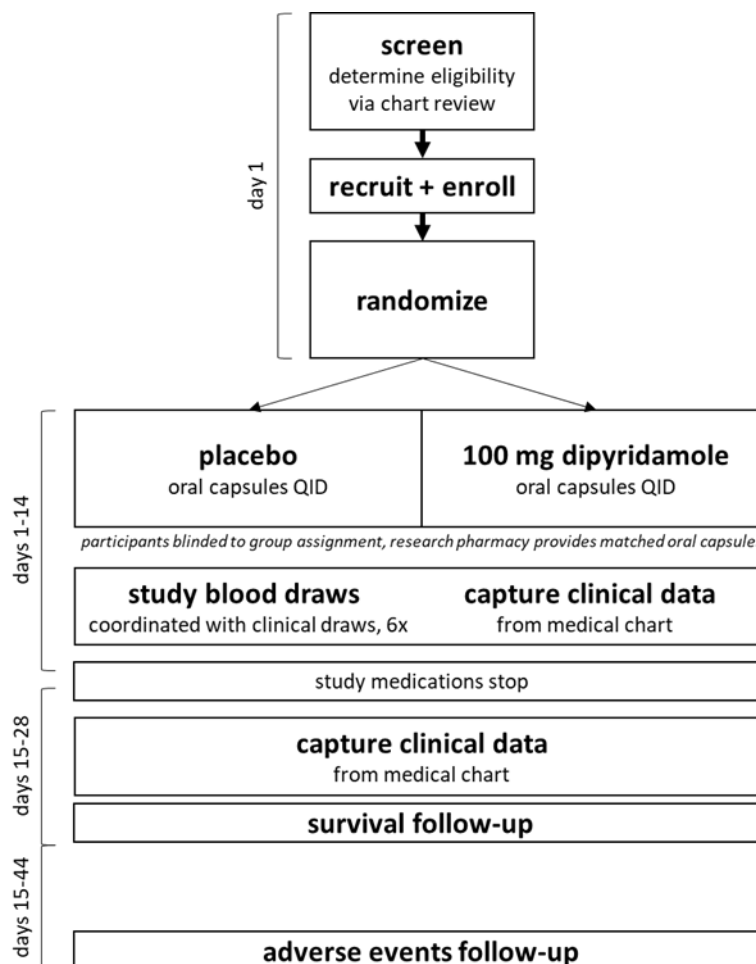 screen
determine eligibility
via chart review
day 1
recruit + enroll
randomize
placebo
oral capsules QID
100 mg dipyridamole
oral capsules QID
days 1-14
participants blinded to group assignment, research pharmacy provides matched oral capsule
study blood draws
coordinated with clinical draws, 6x
capture clinical data
from medical chart
study medications stop
days 15-28
capture clinical data
from medical chart
survival follow-up
days 15-44
adverse events follow-up